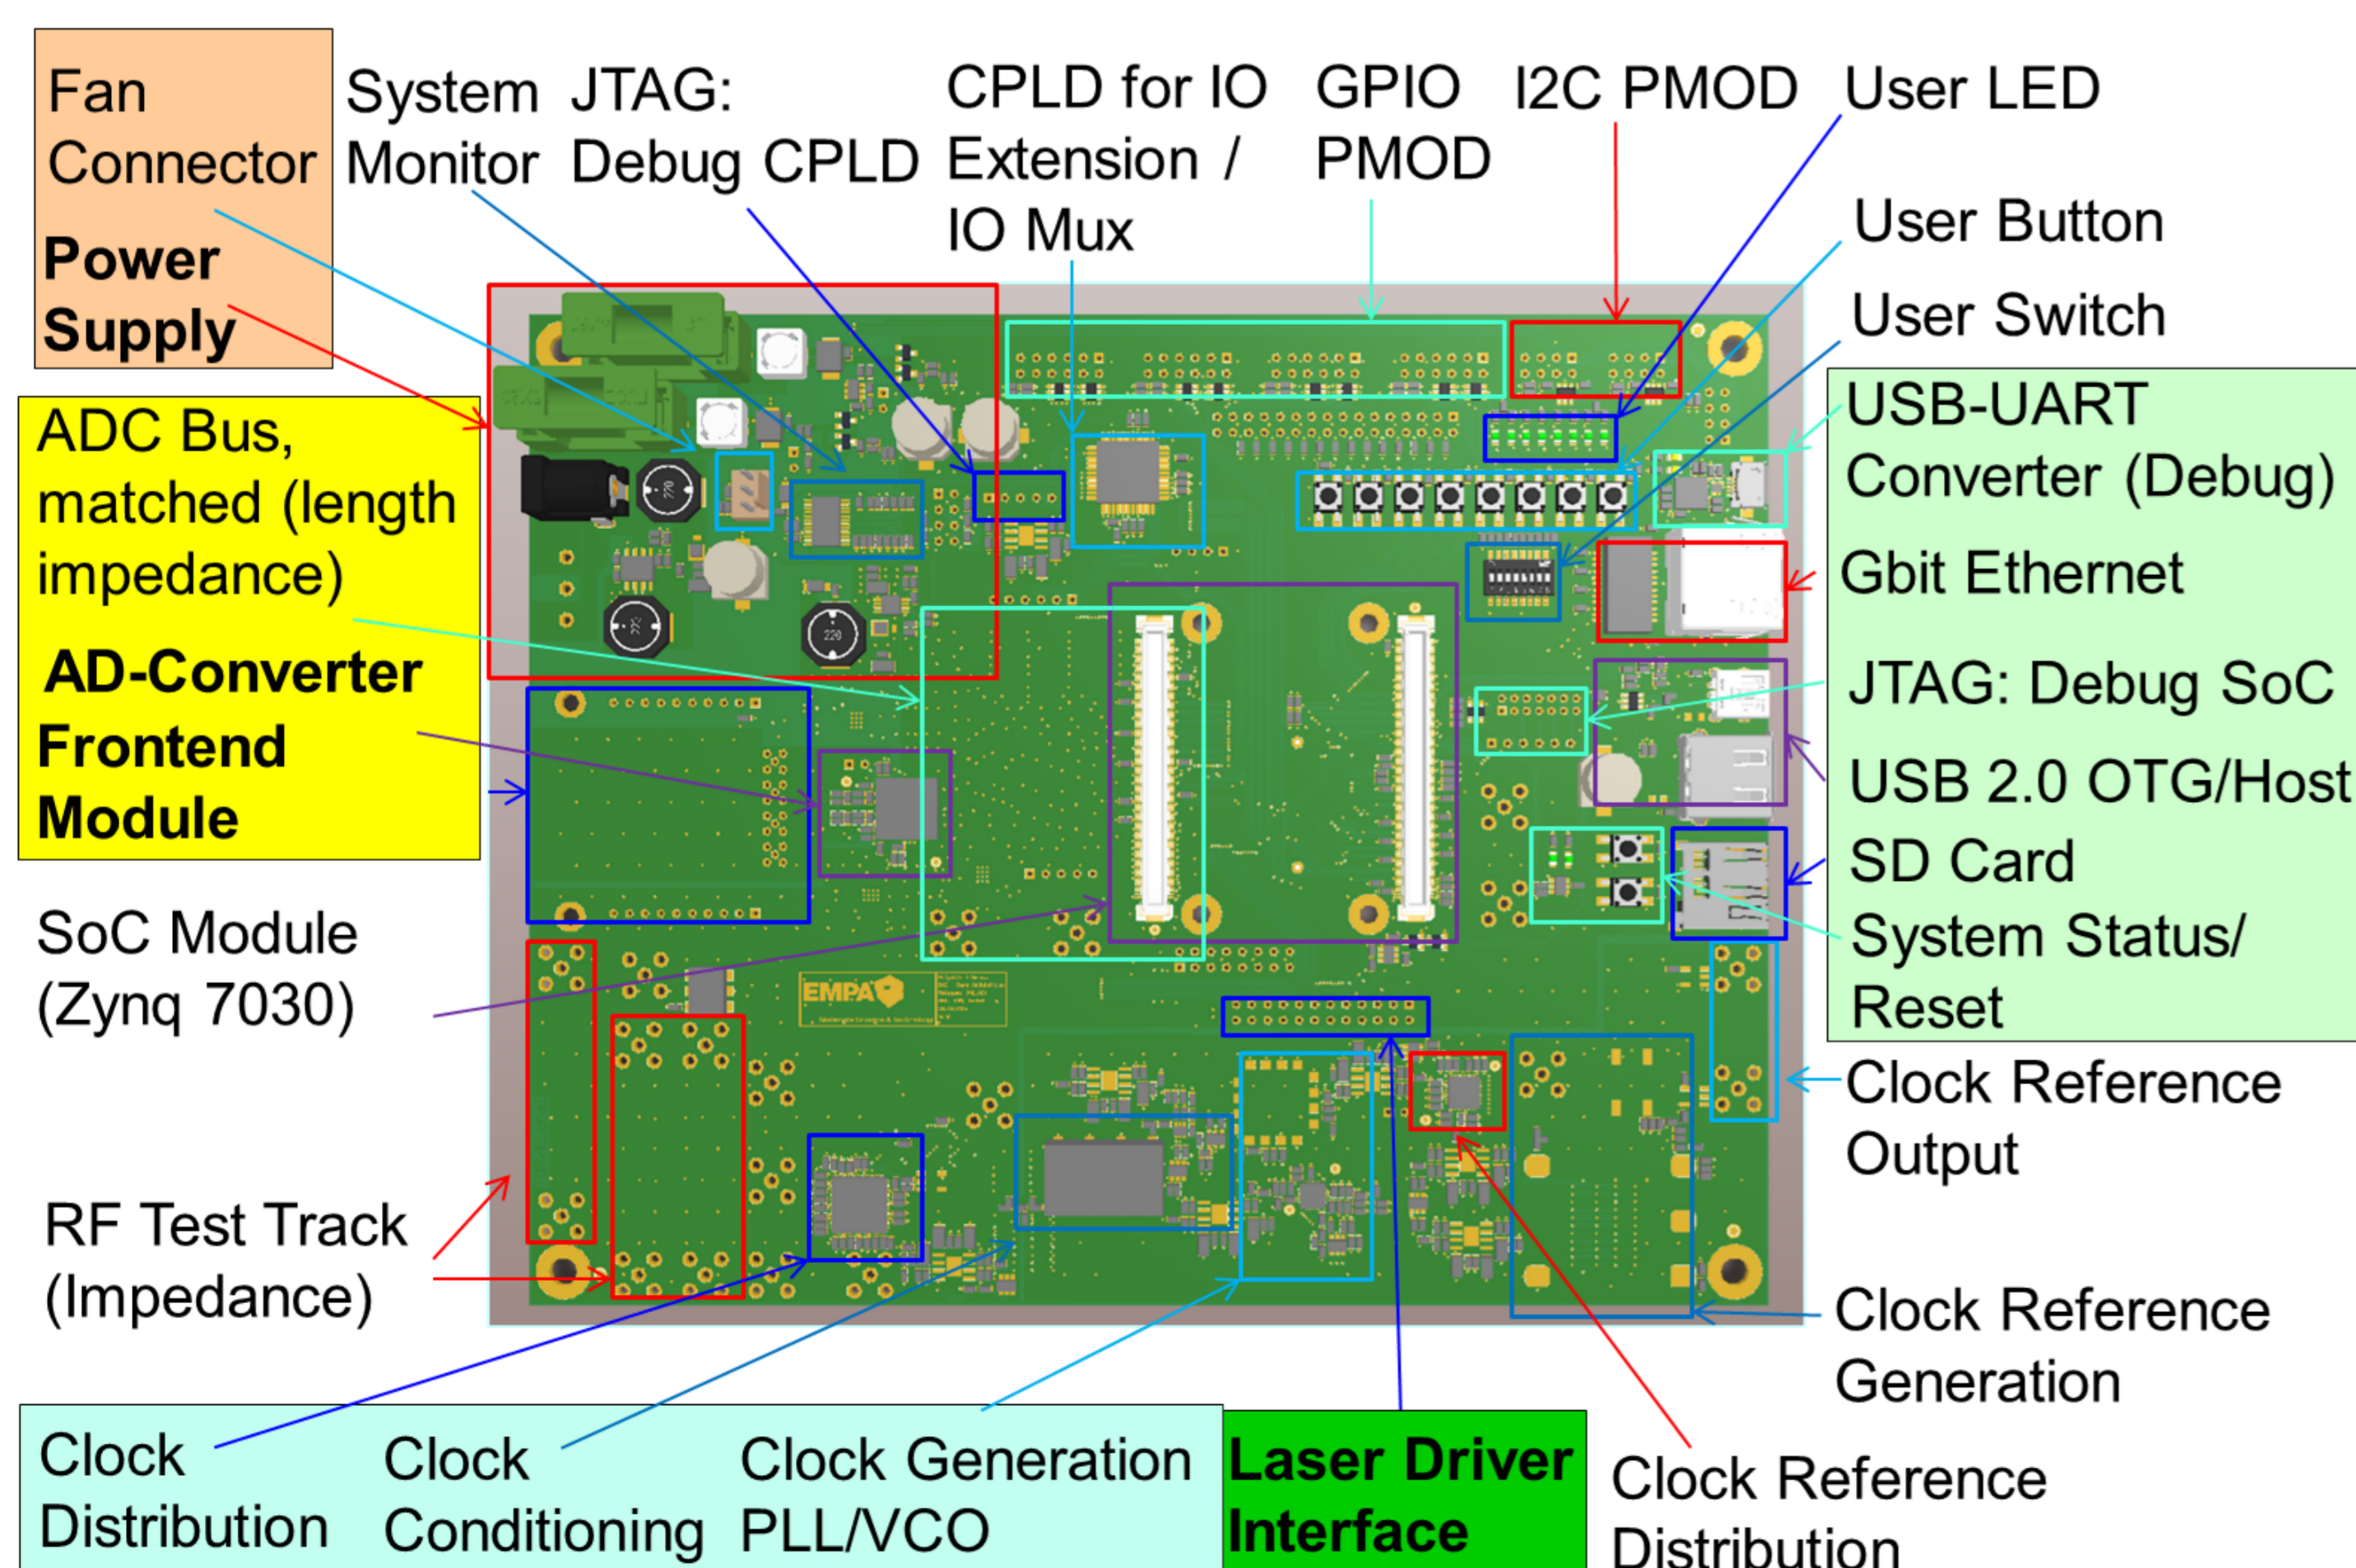 Fan
Connector
Power
Supply
System
Monitor
JTAG:
Debug CPLD
CPLD for IO
Extension /
IO Mux
GPIO
PMOD
I2C PMOD
User LED
User Button
User Switch
ADC Bus,
matched (length
impedance)
AD-Converter
Frontend
Module
SoC Module
(Zynq 7030)
RF Test Track
(Impedance)
USB-UART
Converter (Debug)
Gbit Ethernet
JTAG: Debug SoC
USB 2.0 OTG/Host
SD Card
System Status/
Reset
Clock Reference
Output
Clock Reference
Generation
220
220
EMPA
Clock
Distribution
Clock
Conditioning
Clock Generation
PLL/VCO
Laser Driver
Interface
Clock Reference
Distribution